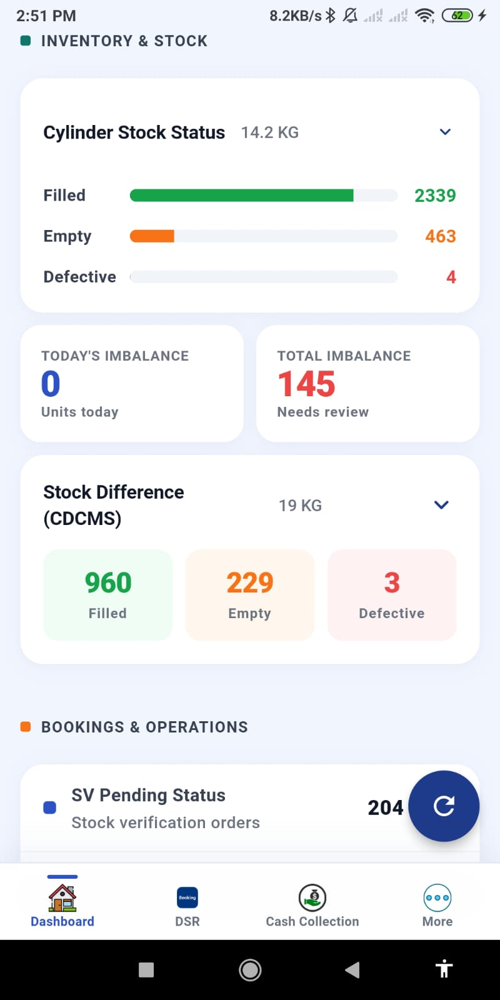 2:51 PM 8.2KB/s 62
INVENTORY & STOCK
Cylinder Stock Status 14.2 KG
Filled 2339
Empty 463
Defective 4
TODAY'S IMBALANCE
0
Units today
TOTAL IMBALANCE
145
Needs review
Stock Difference
(CDCMS)
19 KG
960
Filled
229
Empty
3
Defective
BOOKINGS & OPERATIONS
SV Pending Status
Stock verification orders
204
Booking
Dashboard DSR Cash Collection More